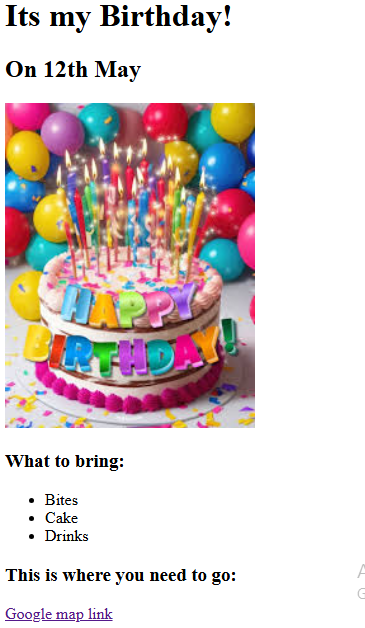 Its my Birthday!
On 12th May
HAPPY
BIRTHDAY!
What to bring:
Bites
Cake
Drinks
This is where you need to go:
Google map link